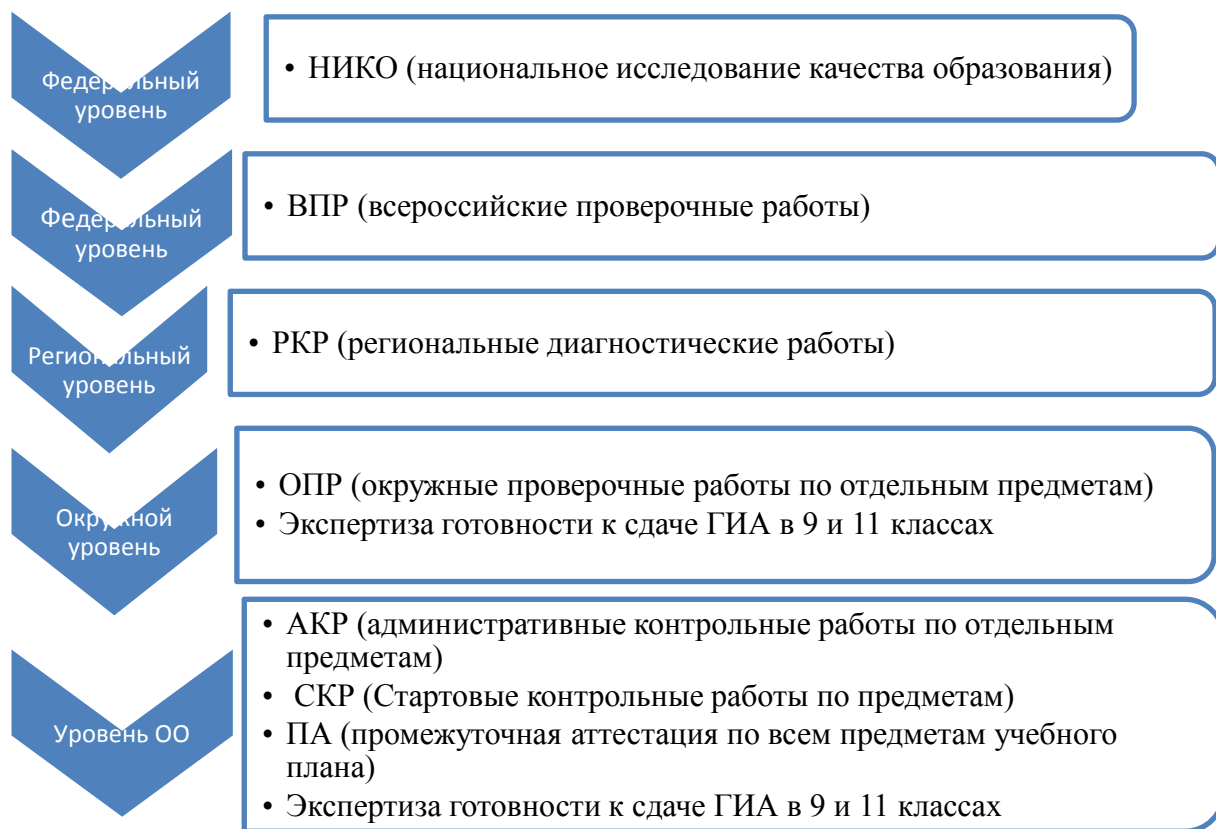 Федеральный
уровень
• НИКО (национальное исследование качества образования)
Федеральный
уровень
• ВПР (всероссийские проверочные работы)
Региональный
уровень
• РКР (региональные диагностические работы)
Окружной
уровень
• ОПР (окружные проверочные работы по отдельным предметам)
• Экспертиза готовности к сдаче ГИА в 9 и 11 классах
Уровень ОО
• АКР (административные контрольные работы по отдельным
предметам)
• СКР (Стартовые контрольные работы по предметам)
• ПА (промежуточная аттестация по всем предметам учебного
плана)
• Экспертиза готовности к сдаче ГИА в 9 и 11 классах